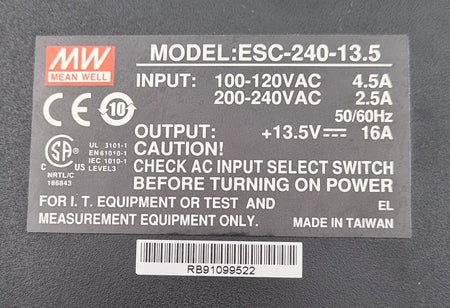 MW
MEAN WELL
MODEL:ESC-240-13.5
INPUT: 100-120VAC 4.5A
200-240VAC 2.5A
50/60Hz
OUTPUT: +13.5V 16A
CAUTION!
CHECK AC INPUT SELECT SWITCH
BEFORE TURNING ON POWER
CE 10
SA
NRTL/C
186843
UL 3101-1
EN 61010-1
IEC 1010-1
LEVEL3
FOR I. T. EQUIPMENT OR TEST AND EL
MEASUREMENT EQUIPMENT ONLY. MADE IN TAIWAN
RB91099522